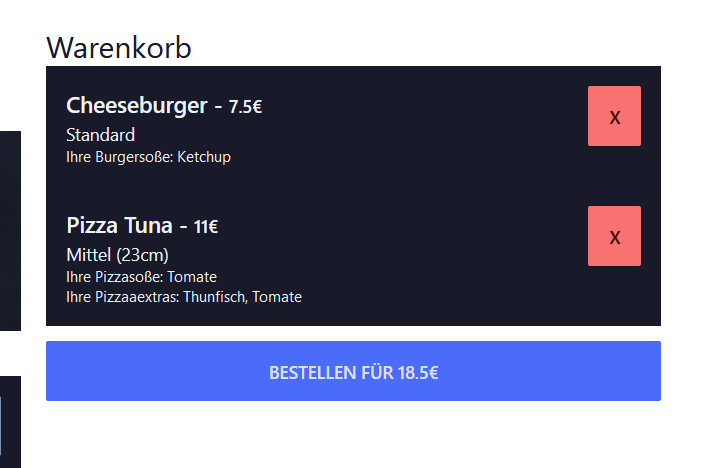 Warenkorb
Cheeseburger - 7.5€
X
Standard
Ihre Burgersoße: Ketchup
Pizza Tuna - 11€
X
Mittel (23cm)
Ihre Pizzasoße: Tomate
Ihre Pizzaaextras: Thunfisch, Tomate
BESTELLEN FÜR 18.5€